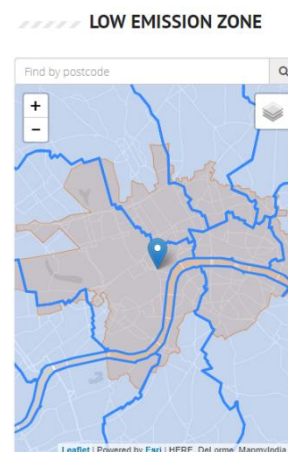 LOW EMISSION ZONE
Find by postcode
+
−
Leaflet | Powered by Esri | HERE, DeLorme, MapmyIndia